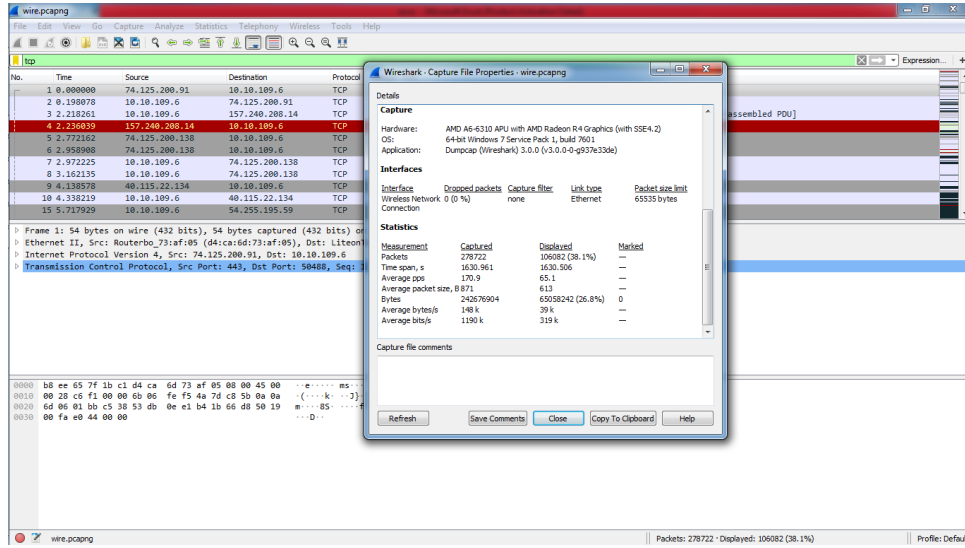 wire.pcapng
File Edit View Go Capture Analyze Statistics Telephony Wireless Tools Help
tcp
Expression... +
No. Time Source Destination Protocol
1 0.000000 74.125.200.91 10.10.109.6 TCP
2 0.198078 10.10.109.6 74.125.200.91 TCP
3 2.218261 10.10.109.6 157.240.208.14 TCP assembled PDU]
4 2.236039 157.240.208.14 10.10.109.6 TCP
5 2.772162 74.125.200.138 10.10.109.6 TCP
6 2.958908 74.125.200.138 10.10.109.6 TCP
7 2.972225 10.10.109.6 74.125.200.138 TCP
8 3.162135 10.10.109.6 74.125.200.138 TCP
9 4.138578 40.115.22.134 10.10.109.6 TCP
10 4.338219 10.10.109.6 40.115.22.134 TCP
15 5.717929 10.10.109.6 54.255.195.59 TCP
Frame 1: 54 bytes on wire (432 bits), 54 bytes captured (432 bits) on
Ethernet II, Src: Routerbo_73:af:05 (d4:ca:6d:73:af:05), Dst: LiteonT
Internet Protocol Version 4, Src: 74.125.200.91, Dst: 10.10.109.6
Transmission Control Protocol, Src Port: 443, Dst Port: 50488, Seq: 1
0000 b8 ee 65 7f 1b c1 d4 ca 6d 73 af 05 08 00 45 00 ··e····· ms····
0010 00 28 c6 f1 00 00 6b 06 fe f5 4a 7d c8 5b 0a 0a ·(····k· ··J}·
0020 6d 06 01 bb c5 38 53 db 0e e1 b4 1b 66 d8 50 19 m····8S· ····f
0030 00 fa e0 44 00 00 ···D··
Wireshark · Capture File Properties · wire.pcapng
Details
Capture
Hardware: AMD A6-6310 APU with AMD Radeon R4 Graphics (with SSE4.2)
OS: 64-bit Windows 7 Service Pack 1, build 7601
Application: Dumpcap (Wireshark) 3.0.0 (v3.0.0-0-g937e33de)
Interfaces
Interface Dropped packets Capture filter Link type Packet size limit
Wireless Network Connection 0 (0 %) none Ethernet 65535 bytes
Statistics
Measurement Captured Displayed Marked
Packets 278722 106082 (38.1%) —
Time span, s 1630.961 1630.506 —
Average pps 170.9 65.1 —
Average packet size, B 871 613 —
Bytes 242676904 65058242 (26.8%) 0
Average bytes/s 148 k 39 k —
Average bits/s 1190 k 319 k —
Capture file comments
Refresh Save Comments Close Copy To Clipboard Help
wire.pcapng
Packets: 278722 · Displayed: 106082 (38.1%)
Profile: Defaul